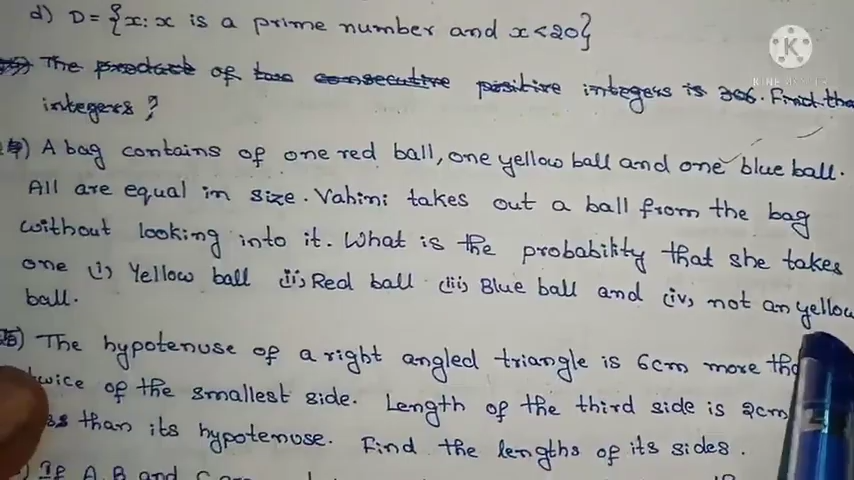 d) D = {x: x is a prime number and x < 20}
The product of two consecutive positive integers is 306. Find the
integers?
A bag contains of one red ball, one yellow ball and one blue ball.
All are equal in size. Vahini takes out a ball from the bag
without looking into it. What is the probability that she takes
one (i) Yellow ball (ii) Red ball (iii) Blue ball and (iv) not an yellow
ball.
The hypotenuse of a right angled triangle is 6cm more
twice of the smallest side. Length of the third side is 2cm
than its hypotenuse. Find the lengths of its sides.
If A, B and C are
K
KINEMASTER